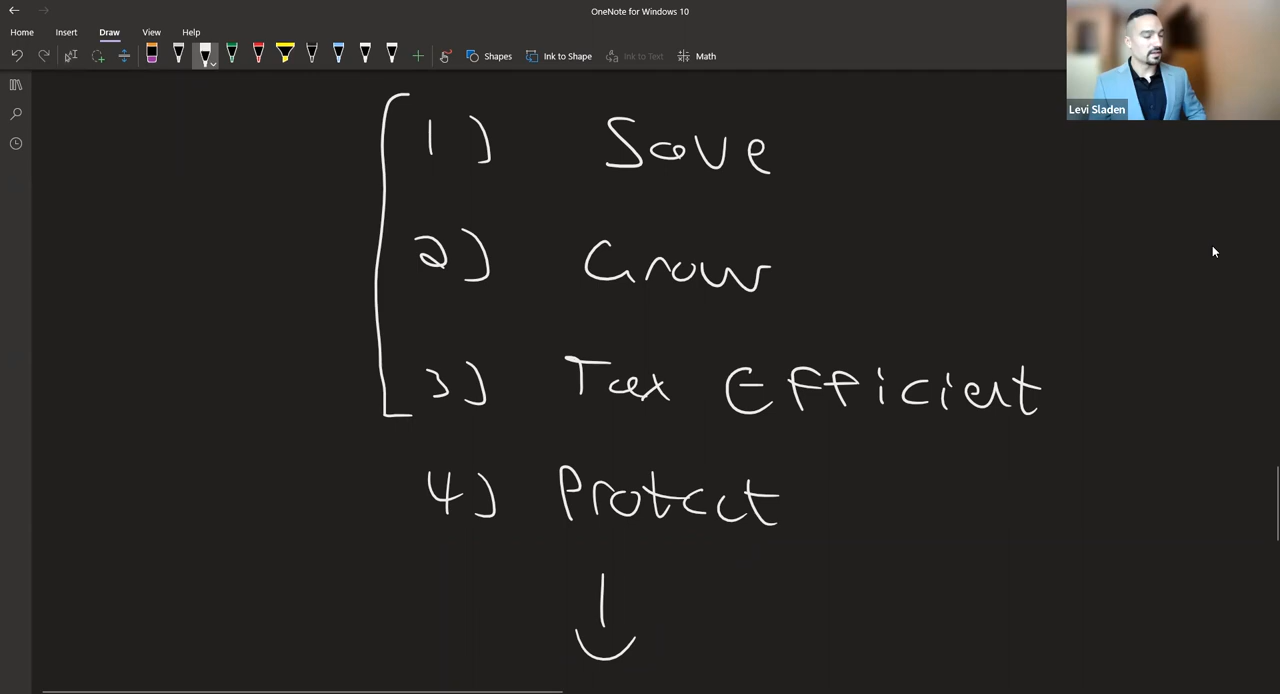 OneNote for Windows 10
Home Insert Draw View Help
Shapes Ink to Shape Ink to Text Math
Levi Sladen
1) Save
2) Grow
3) Tax Efficient
4) Protect